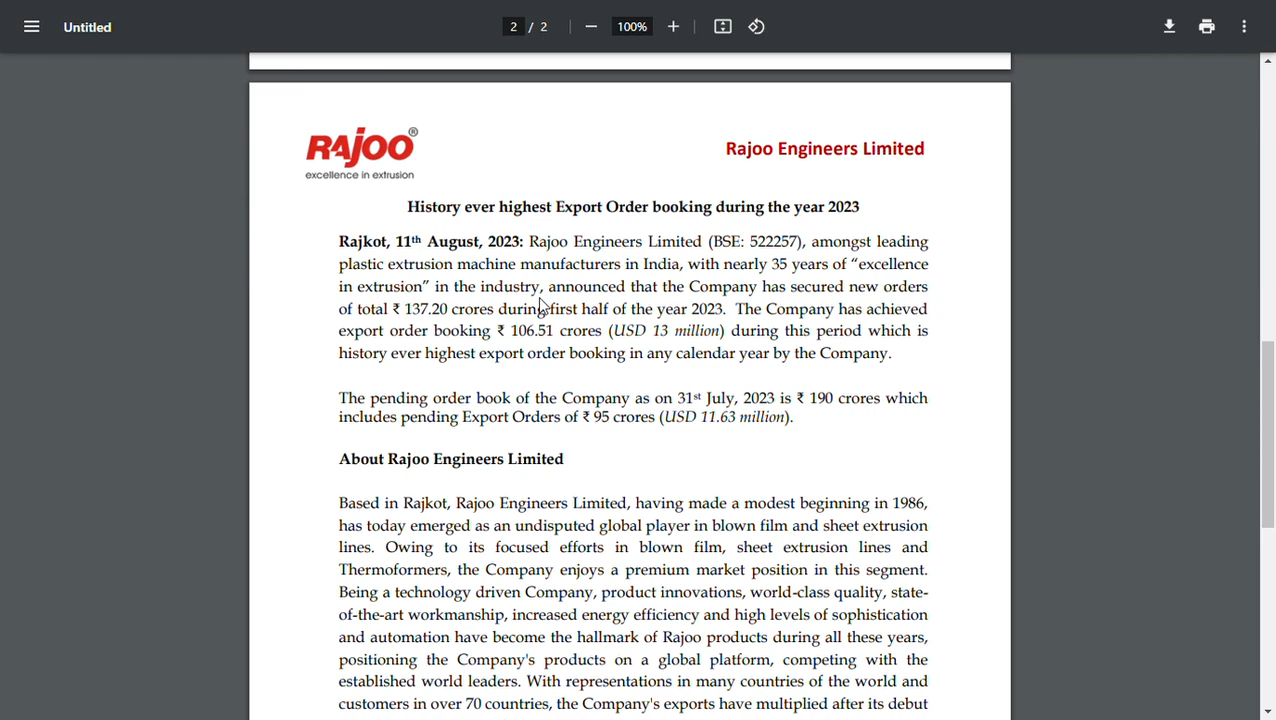 Untitled
2 / 2
100%
RAJOO®
excellence in extrusion
Rajoo Engineers Limited
History ever highest Export Order booking during the year 2023
Rajkot, 11th August, 2023: Rajoo Engineers Limited (BSE: 522257), amongst leading
plastic extrusion machine manufacturers in India, with nearly 35 years of “excellence
in extrusion” in the industry, announced that the Company has secured new orders
of total ₹ 137.20 crores during first half of the year 2023. The Company has achieved
export order booking ₹ 106.51 crores (USD 13 million) during this period which is
history ever highest export order booking in any calendar year by the Company.
The pending order book of the Company as on 31st July, 2023 is ₹ 190 crores which
includes pending Export Orders of ₹ 95 crores (USD 11.63 million).
About Rajoo Engineers Limited
Based in Rajkot, Rajoo Engineers Limited, having made a modest beginning in 1986,
has today emerged as an undisputed global player in blown film and sheet extrusion
lines. Owing to its focused efforts in blown film, sheet extrusion lines and
Thermoformers, the Company enjoys a premium market position in this segment.
Being a technology driven Company, product innovations, world-class quality, state-
of-the-art workmanship, increased energy efficiency and high levels of sophistication
and automation have become the hallmark of Rajoo products during all these years,
positioning the Company's products on a global platform, competing with the
established world leaders. With representations in many countries of the world and
customers in over 70 countries, the Company's exports have multiplied after its debut